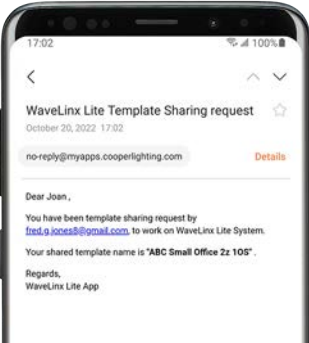 17:02 100%
WaveLinx Lite Template Sharing request
October 20, 2022 17:02
no-reply@myapps.cooperlighting.com Details
Dear Joan ,
You have been template sharing request by
fred.g.jones8@gmail.com, to work on WaveLinx Lite System.
Your shared template name is "ABC Small Office 2z 1OS" .
Regards,
WaveLinx Lite App